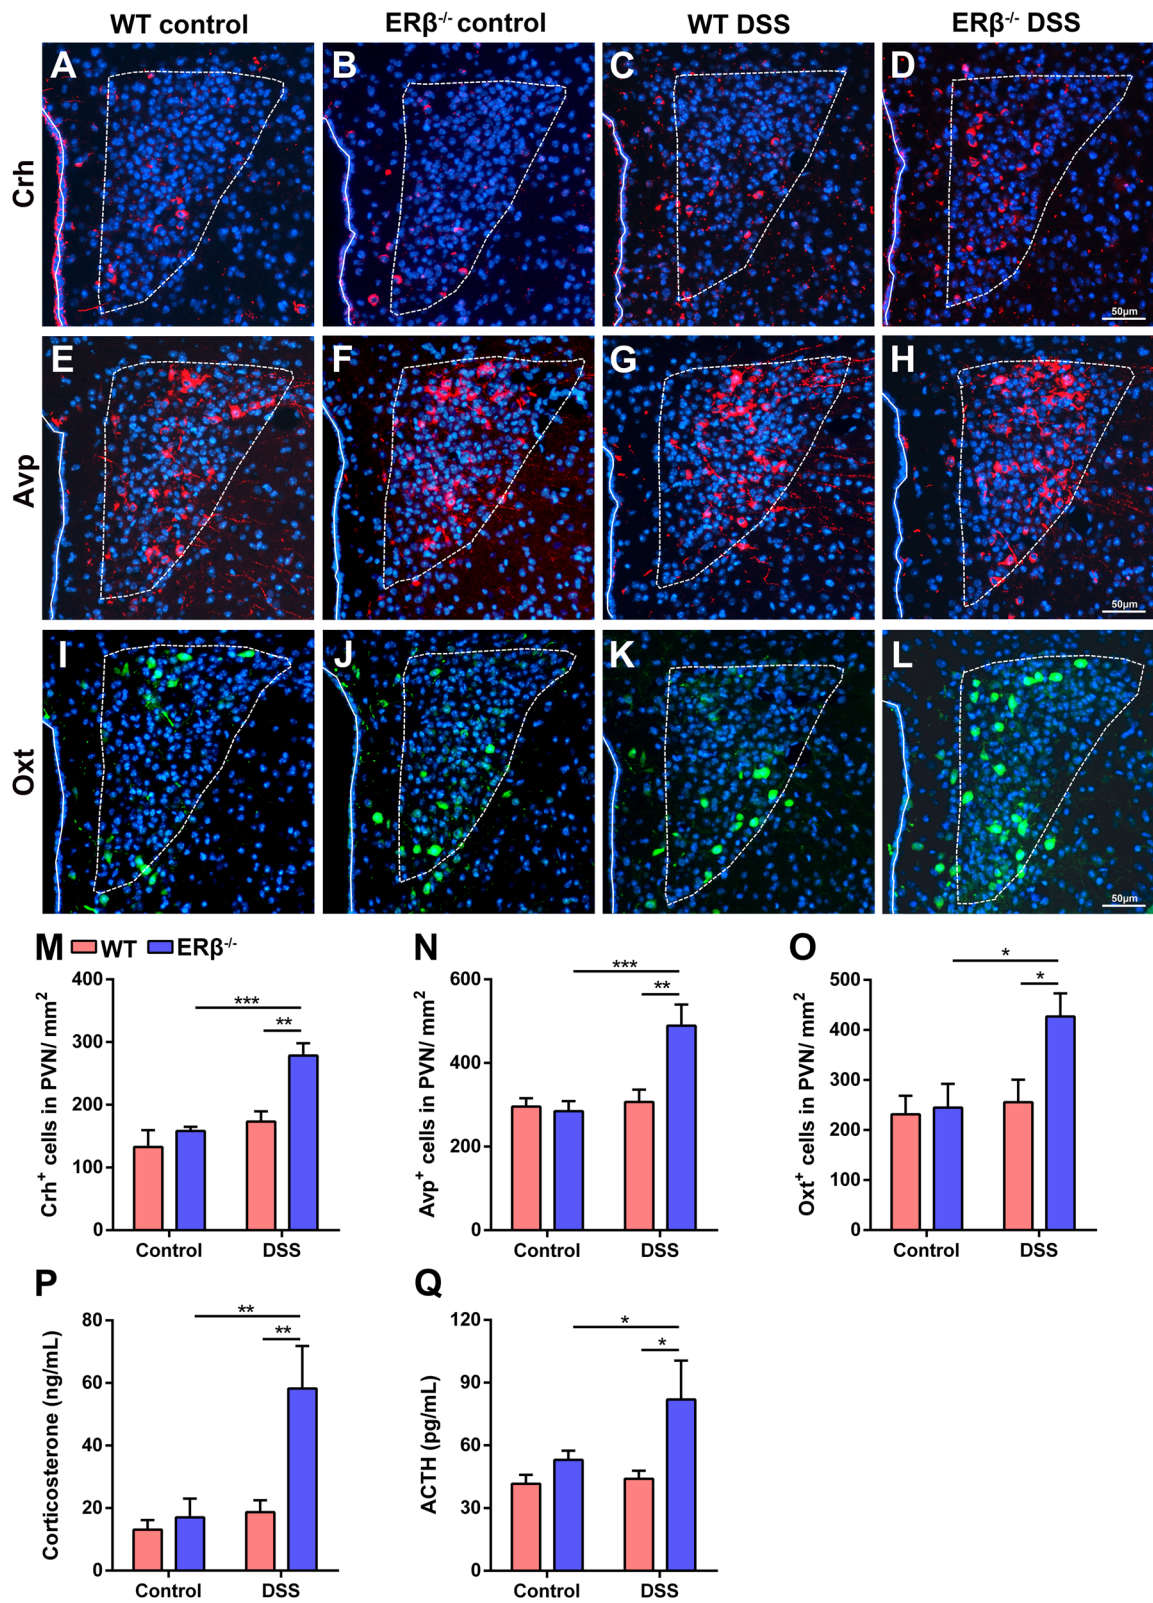 WT control ERβ-/- control WT DSS ERβ-/- DSS
A B C D
Crh
50µm
E F G H
Avp
50µm
I J K L
Oxt
50µm
M WT ERβ-/- N O
Crh+ cells in PVN/ mm2
400
300
200
100
0
***
**
Control DSS
Avp+ cells in PVN/ mm2
600
400
200
0
***
**
Control DSS
Oxt+ cells in PVN/ mm2
500
400
300
200
100
0
*
*
Control DSS
P Q
Corticosterone (ng/mL)
80
60
40
20
0
**
**
Control DSS
ACTH (pg/mL)
120
90
60
30
0
*
*
Control DSS